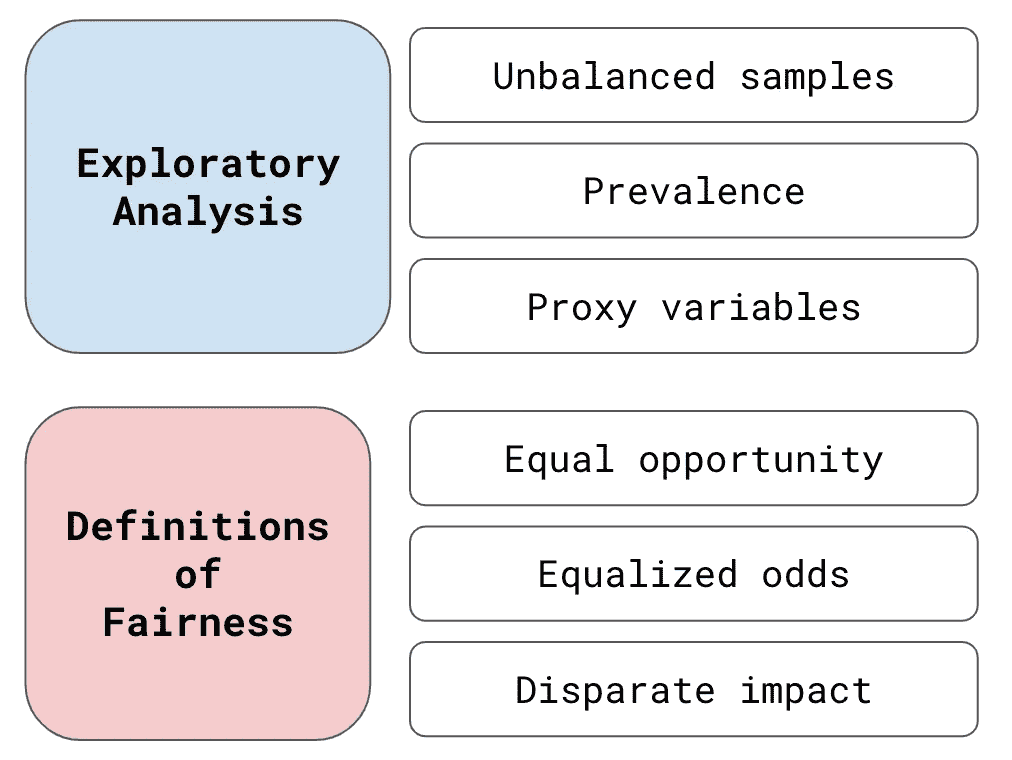 Exploratory
Analysis
Unbalanced samples
Prevalence
Proxy variables
Definitions
of
Fairness
Equal opportunity
Equalized odds
Disparate impact